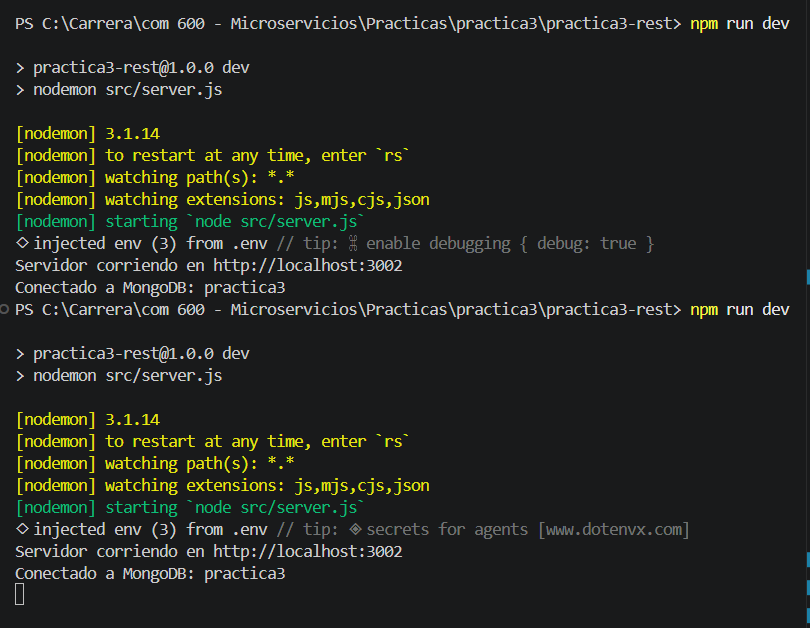 PS C:\Carrera\com 600 - Microservicios\Practicas\practica3\practica3-rest> npm run dev
> practica3-rest@1.0.0 dev
> nodemon src/server.js
[nodemon] 3.1.14
[nodemon] to restart at any time, enter `rs`
[nodemon] watching path(s): *.*
[nodemon] watching extensions: js,mjs,cjs,json
[nodemon] starting `node src/server.js`
◇ injected env (3) from .env // tip: ⌘ enable debugging { debug: true }
Servidor corriendo en http://localhost:3002
Conectado a MongoDB: practica3
PS C:\Carrera\com 600 - Microservicios\Practicas\practica3\practica3-rest> npm run dev
> practica3-rest@1.0.0 dev
> nodemon src/server.js
[nodemon] 3.1.14
[nodemon] to restart at any time, enter `rs`
[nodemon] watching path(s): *.*
[nodemon] watching extensions: js,mjs,cjs,json
[nodemon] starting `node src/server.js`
◇ injected env (3) from .env // tip: ◈ secrets for agents [www.dotenvx.com]
Servidor corriendo en http://localhost:3002
Conectado a MongoDB: practica3